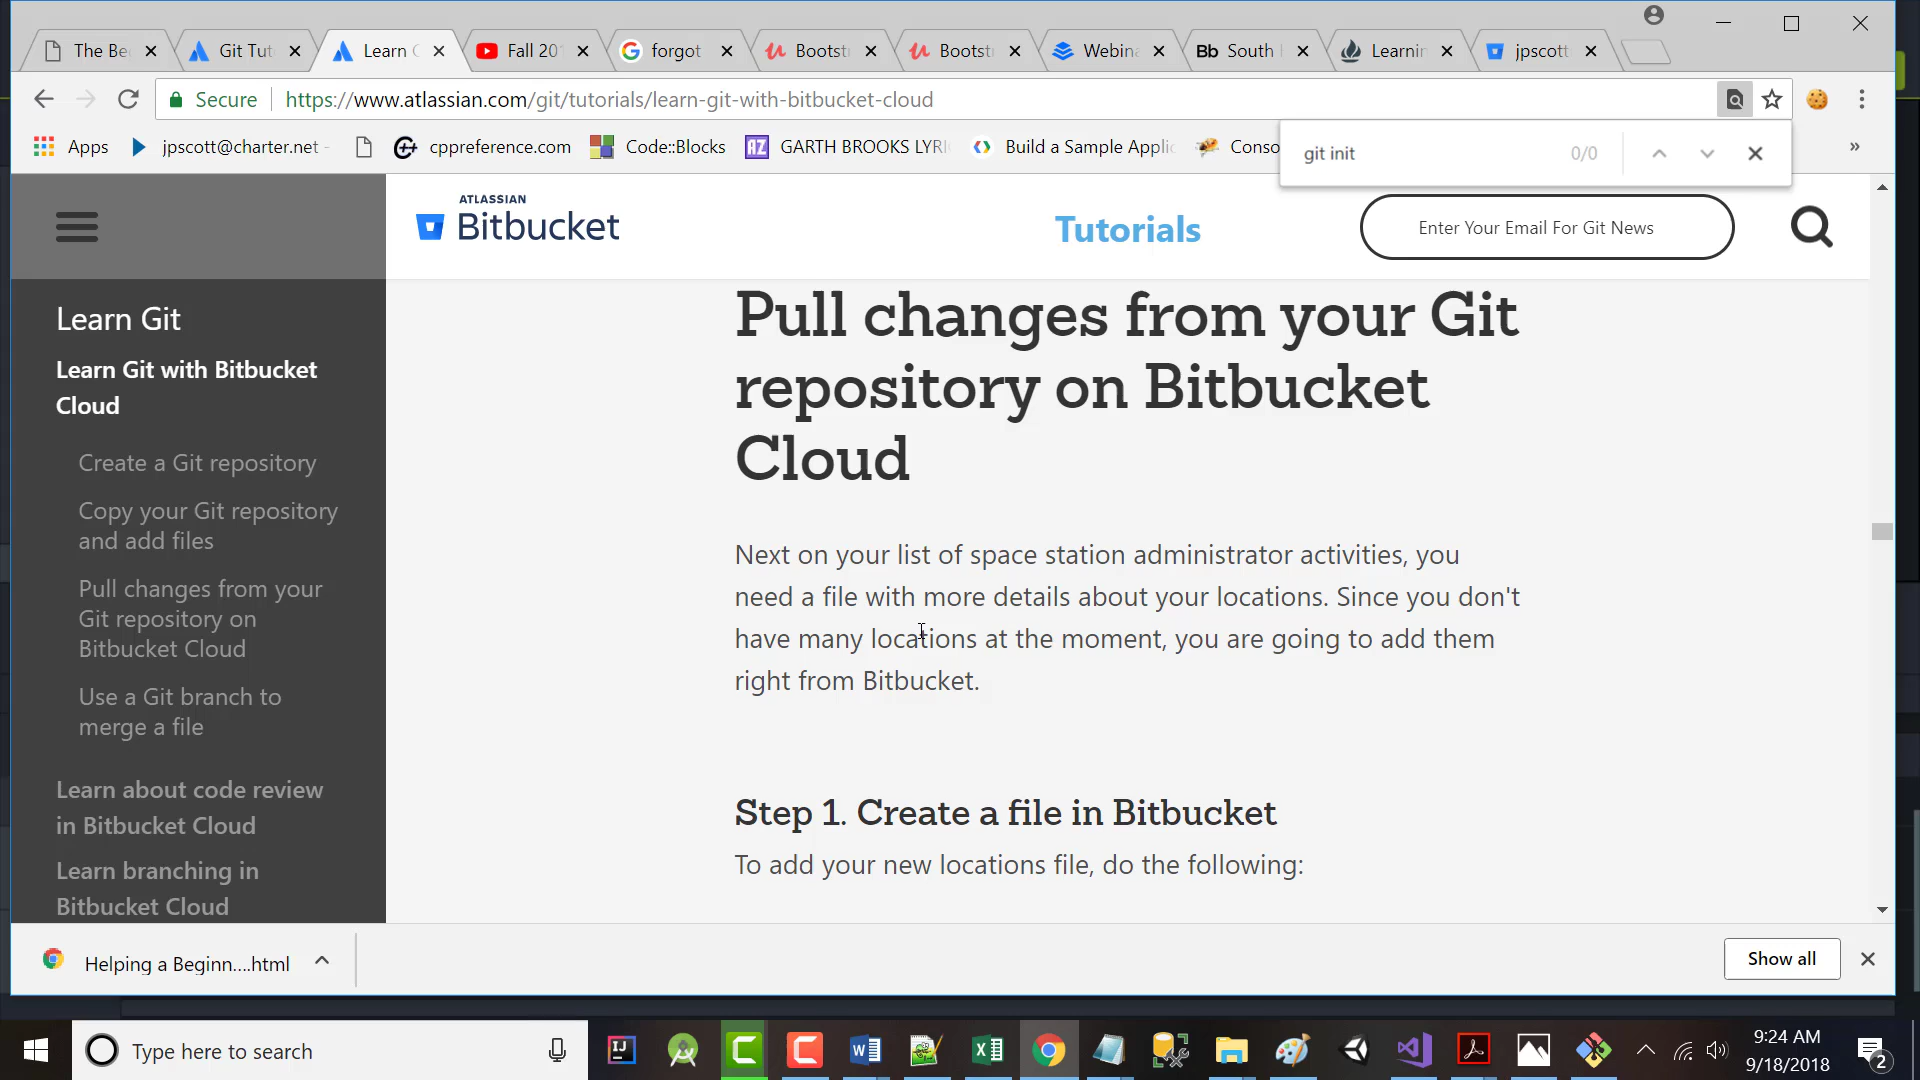 The Be
Git Tut
Learn
Fall 20
forgot
Bootst
Bootst
Webina
Bb South
Learnin
jpscott
Secure
https://www.atlassian.com/git/tutorials/learn-git-with-bitbucket-cloud
Apps
jpscott@charter.net -
cppreference.com
Code::Blocks
AZ
GARTH BROOKS LYRI
Build a Sample Applic
Conso
»
git init
0/0
ATLASSIAN
Bitbucket
Tutorials
Enter Your Email For Git News
Learn Git
Learn Git with Bitbucket
Cloud
Create a Git repository
Copy your Git repository
and add files
Pull changes from your
Git repository on
Bitbucket Cloud
Use a Git branch to
merge a file
Learn about code review
in Bitbucket Cloud
Learn branching in
Bitbucket Cloud
Pull changes from your Git
repository on Bitbucket
Cloud
Next on your list of space station administrator activities, you
need a file with more details about your locations. Since you don't
have many locations at the moment, you are going to add them
right from Bitbucket.
Step 1. Create a file in Bitbucket
To add your new locations file, do the following:
Helping a Beginn....html
Show all
Type here to search
9:24 AM
9/18/2018
2